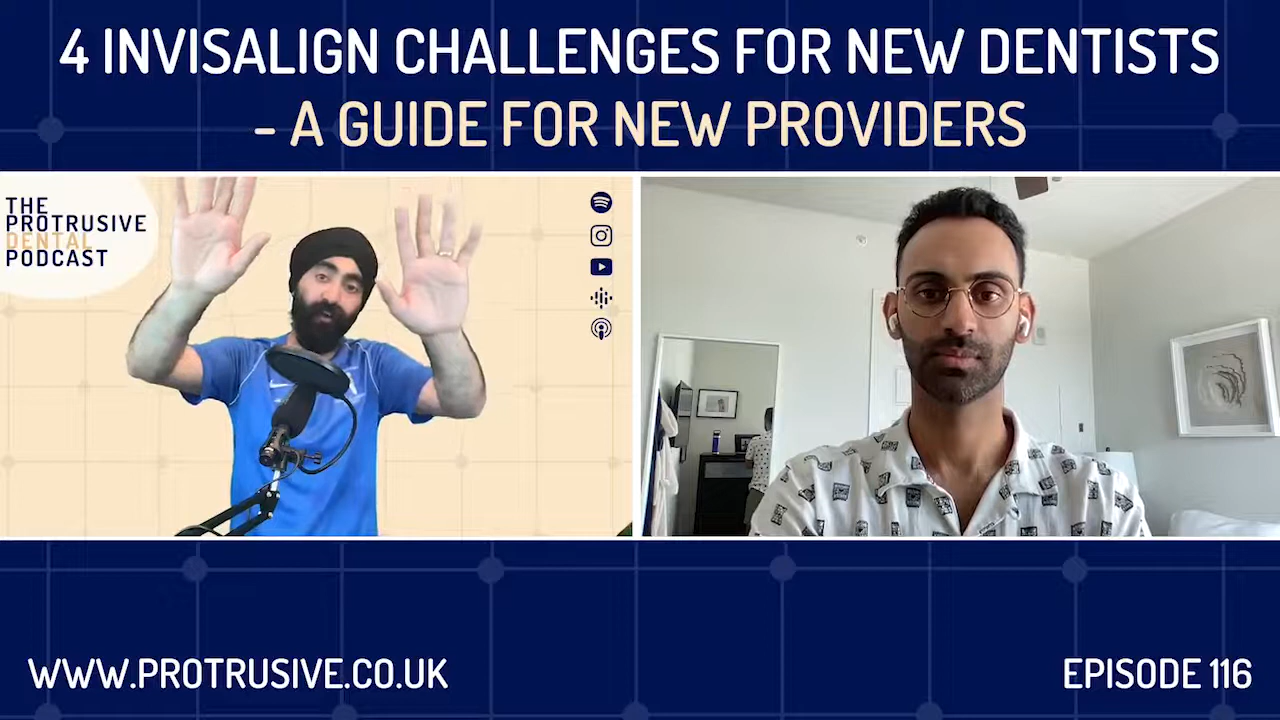 4 INVISALIGN CHALLENGES FOR NEW DENTISTS
- A GUIDE FOR NEW PROVIDERS
THE
PROTRUSIVE
DENTAL
PODCAST
WWW.PROTRUSIVE.CO.UK
EPISODE 116